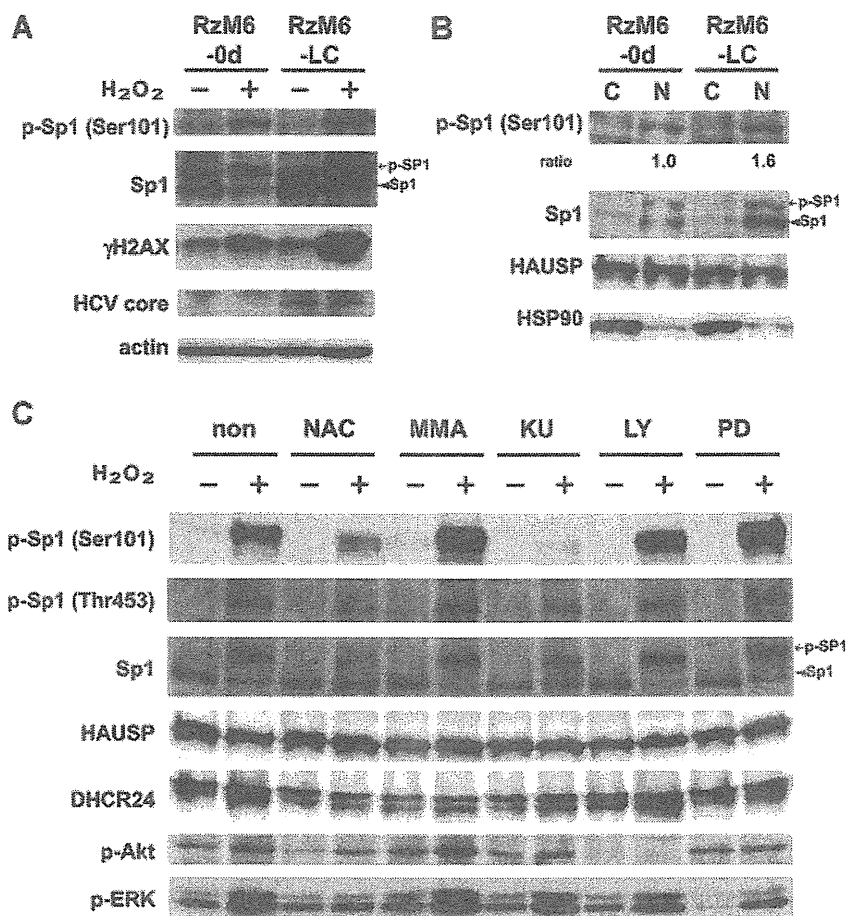 A
RzM6 RzM6
-0d -LC
H₂O₂ − + − +
p-Sp1 (Ser101)
Sp1
p-SP1
Sp1
γH2AX
HCV core
actin
B
RzM6 RzM6
-0d -LC
C N C N
p-Sp1 (Ser101)
ratio 1.0 1.6
Sp1
p-SP1
Sp1
HAUSP
HSP90
C
non NAC MMA KU LY PD
H₂O₂ − + − + − + − + − + − +
p-Sp1 (Ser101)
p-Sp1 (Thr453)
Sp1
p-SP1
Sp1
HAUSP
DHCR24
p-Akt
p-ERK